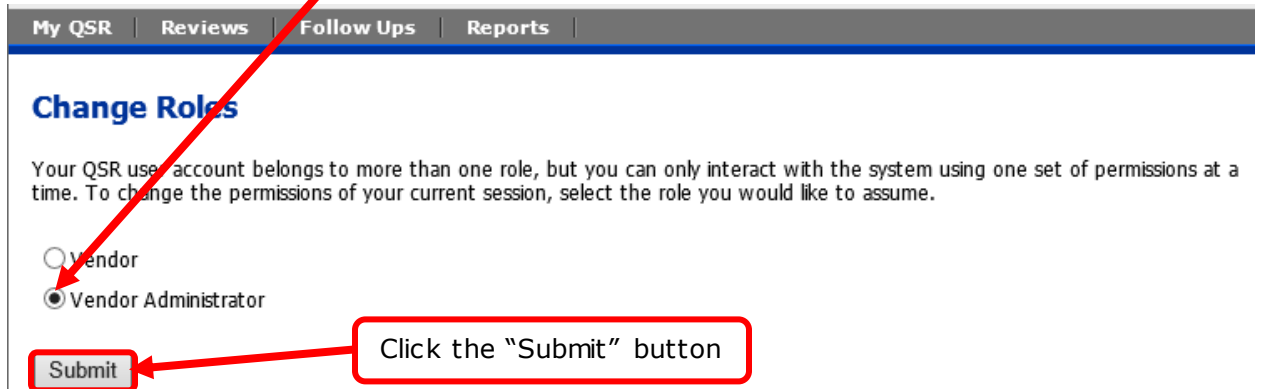 My QSR | Reviews | Follow Ups | Reports |
Change Roles
Your QSR user account belongs to more than one role, but you can only interact with the system using one set of permissions at a
time. To change the permissions of your current session, select the role you would like to assume.
Vendor
Vendor Administrator
Click the “Submit” button
Submit